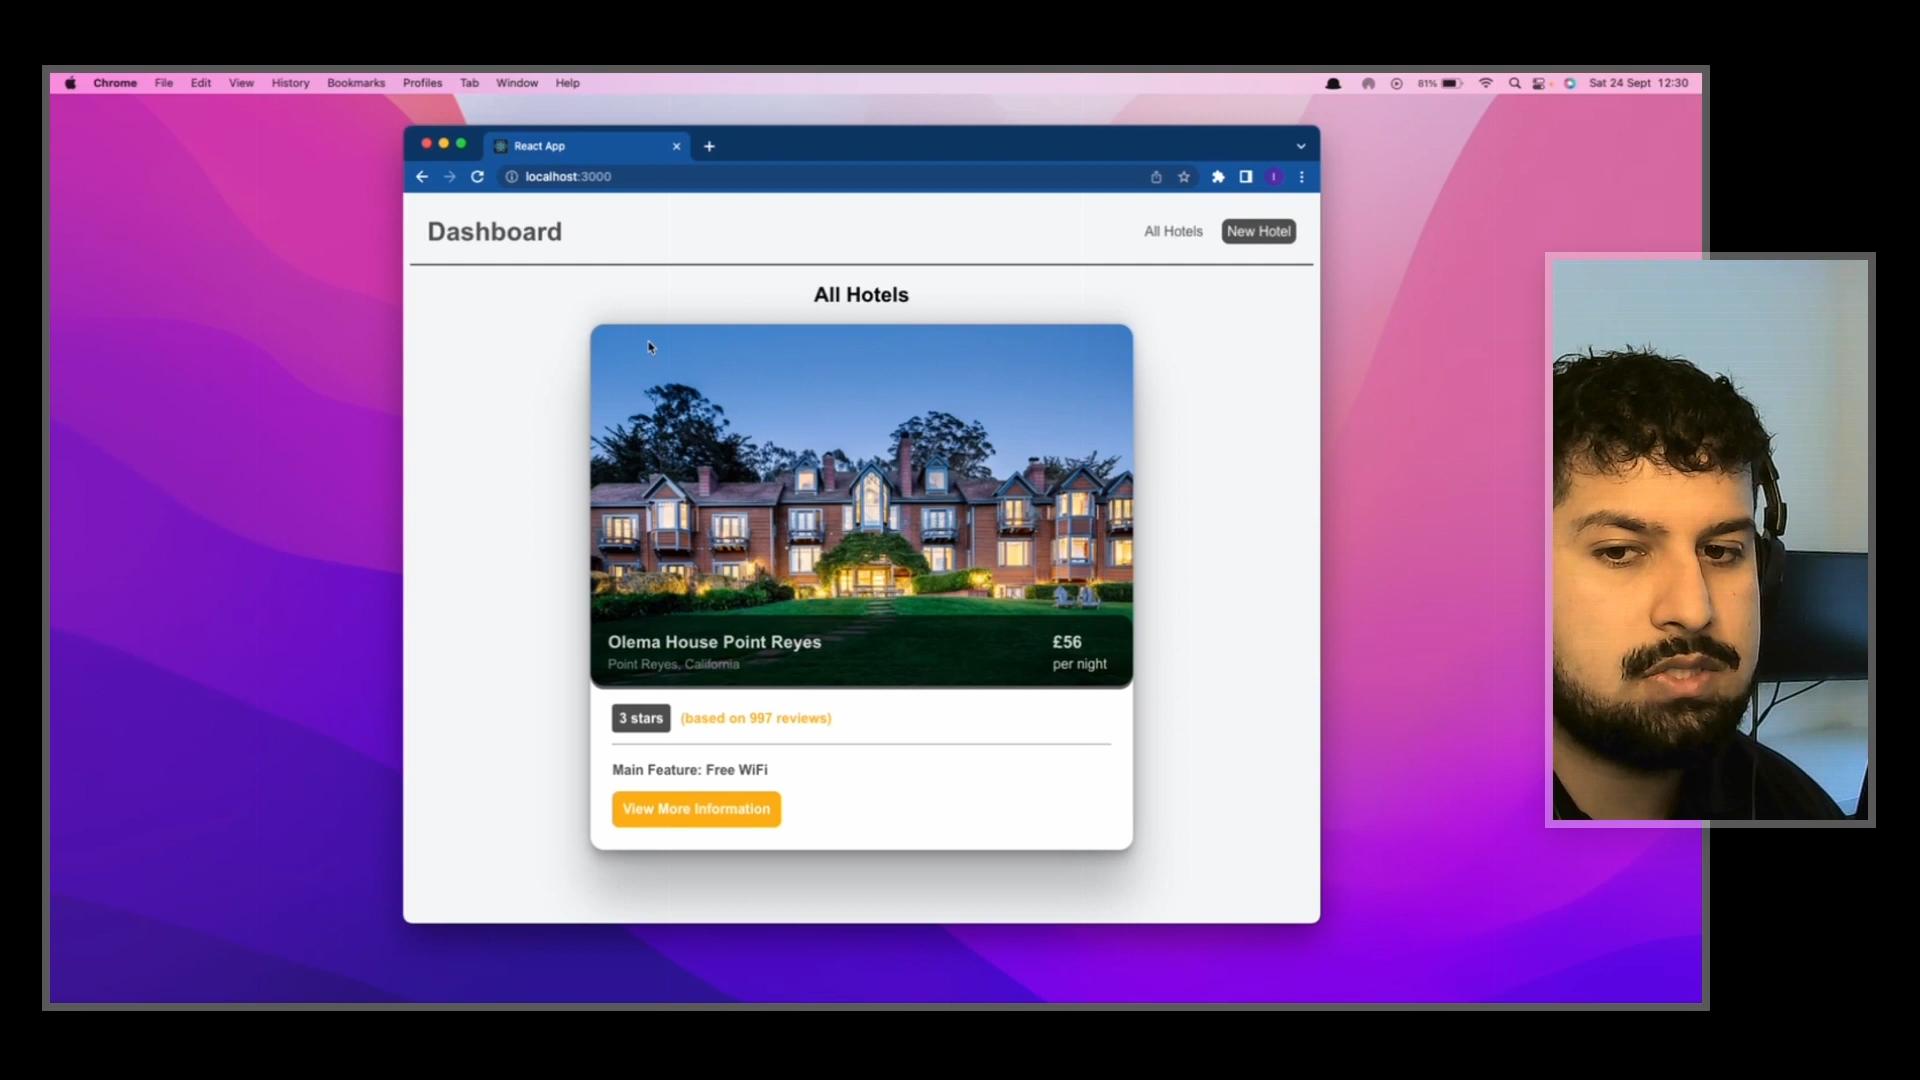 Chrome File Edit View History Bookmarks Profiles Tab Window Help 81% Sat 24 Sept 12:30
React App
localhost:3000
Dashboard All Hotels New Hotel
All Hotels
Olema House Point Reyes £56
Point Reyes, California per night
3 stars (based on 997 reviews)
Main Feature: Free WiFi
View More Information